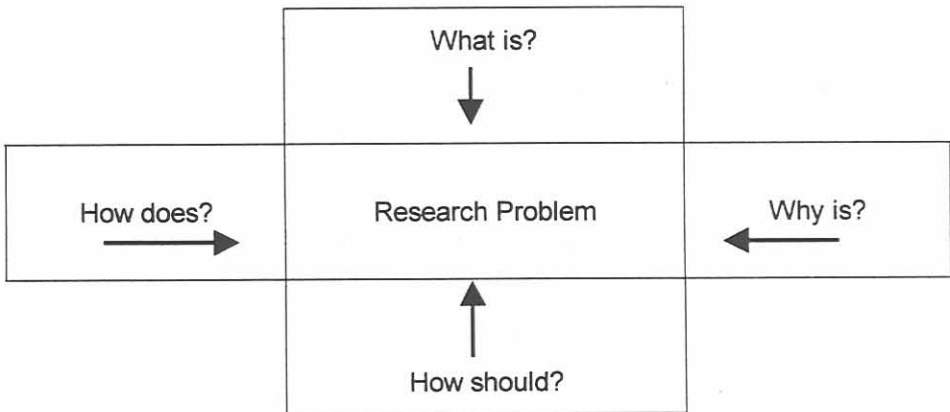 What is?
How does?
Research Problem
Why is?
How should?